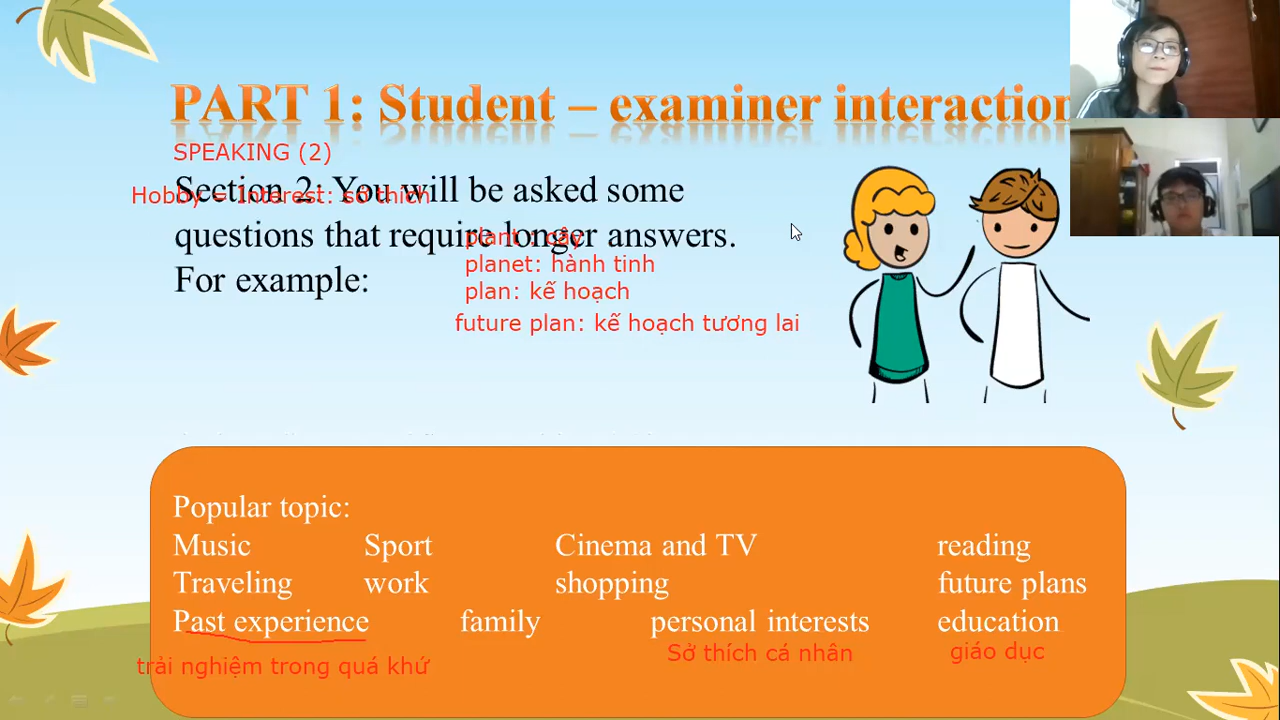 PART 1: Student – examiner interaction
SPEAKING (2)
Section 2: You will be asked some
Hobby = Interest: sở thích
questions that require longer answers.
plant : cây
planet: hành tinh
For example:
plan: kế hoạch
future plan: kế hoạch tương lai
Popular topic:
Music Sport Cinema and TV reading
Traveling work shopping future plans
Past experience family personal interests education
trải nghiệm trong quá khứ Sở thích cá nhân giáo dục